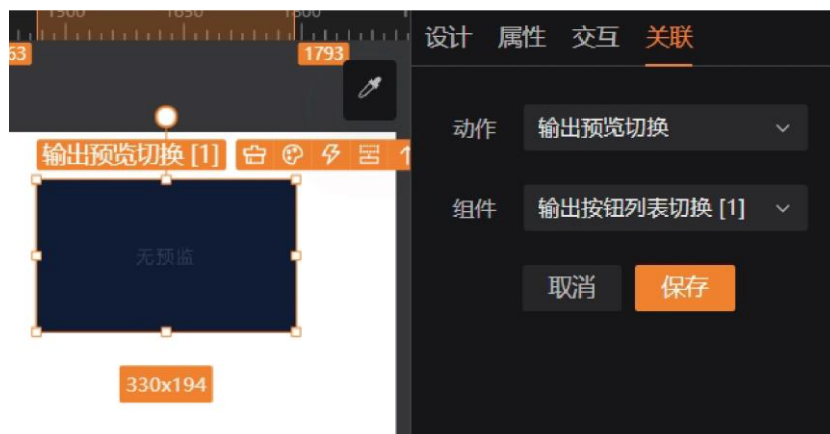 1500 1650 1800
63 1793
设计 属性 交互 关联
动作 输出预览切换
输出预览切换 [1]
组件 输出按钮列表切换 [1]
无预监
取消 保存
330x194